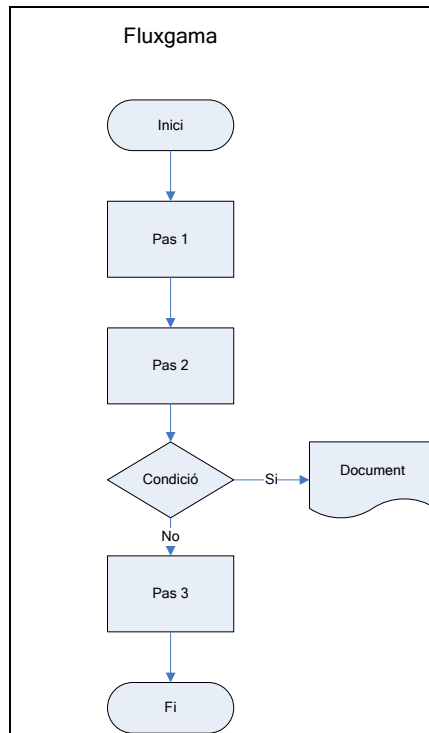 Fluxgama
Inici
Pas 1
Pas 2
Condició
Si
Document
No
Pas 3
Fi